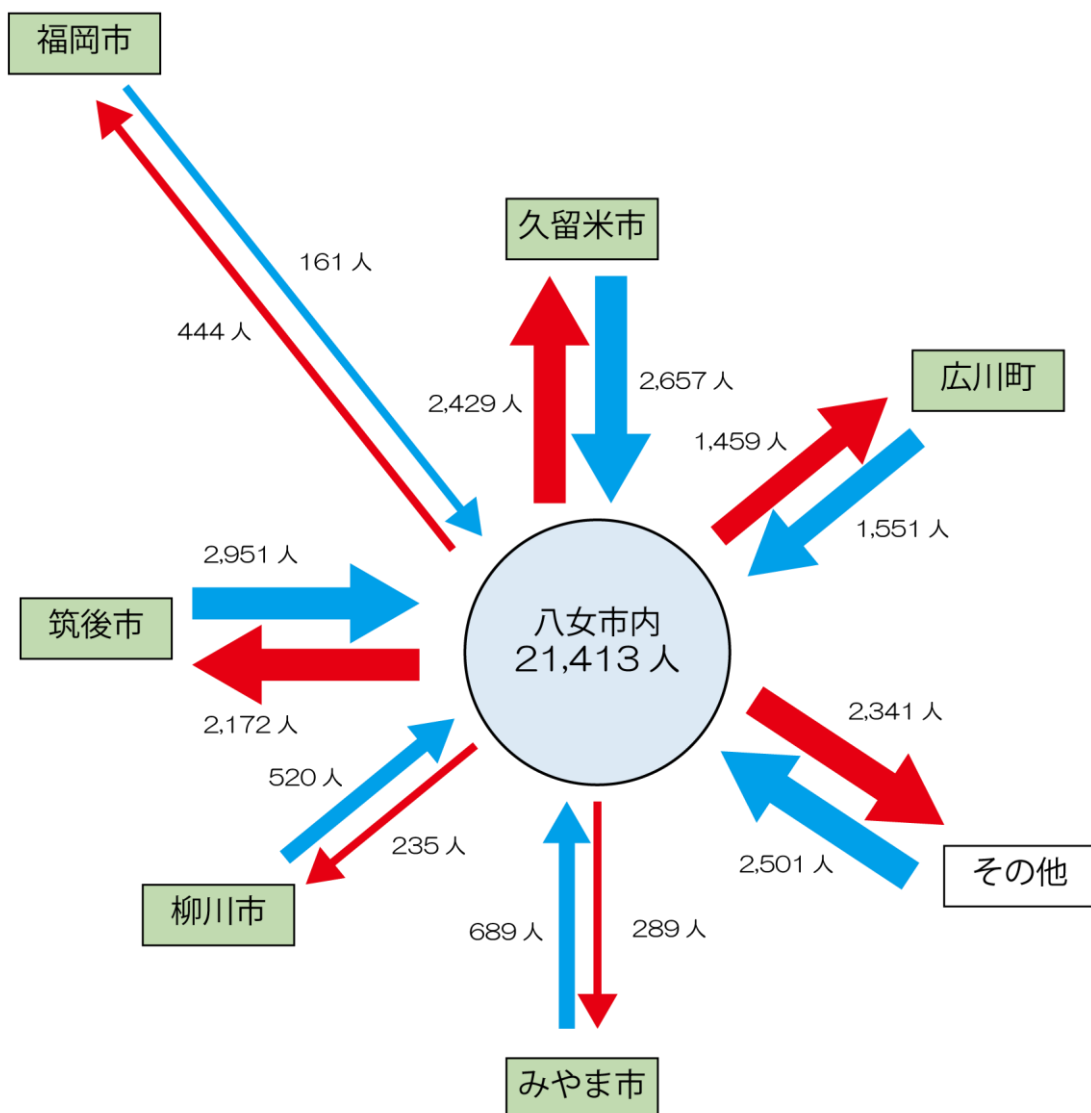 福岡市
久留米市
161 人
444 人
広川町
2,429 人
2,657 人
1,459 人
1,551 人
2,951 人
筑後市
2,172 人
八女市内
21,413 人
2,341 人
520 人
235 人
2,501 人
その他
柳川市
689 人
289 人
みやま市